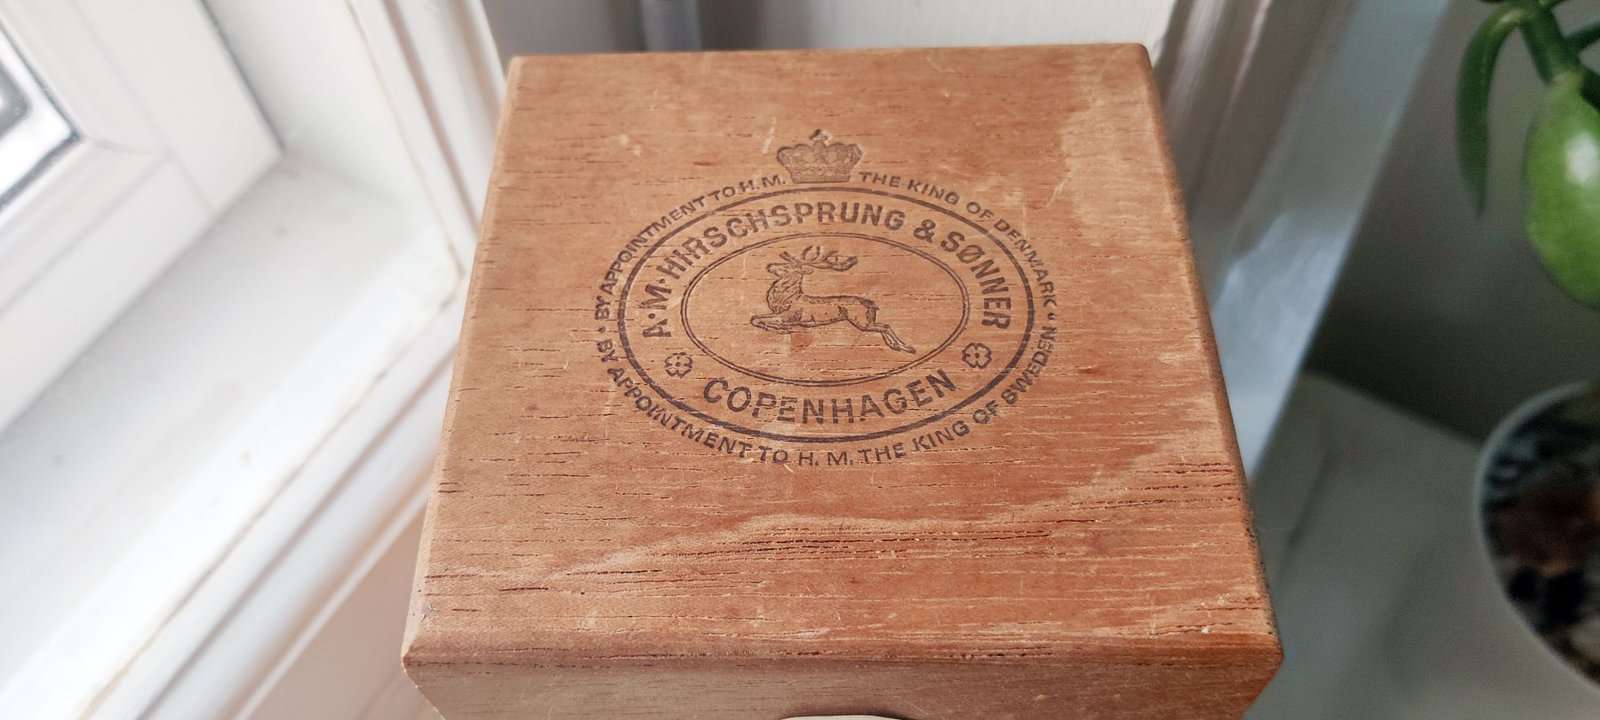 BY APPOINTMENT TO H.M. THE KING OF DENMARK
A·M·HIRSCHSPRUNG & SØNNER
COPENHAGEN
BY APPOINTMENT TO H. M. THE KING OF SWEDEN